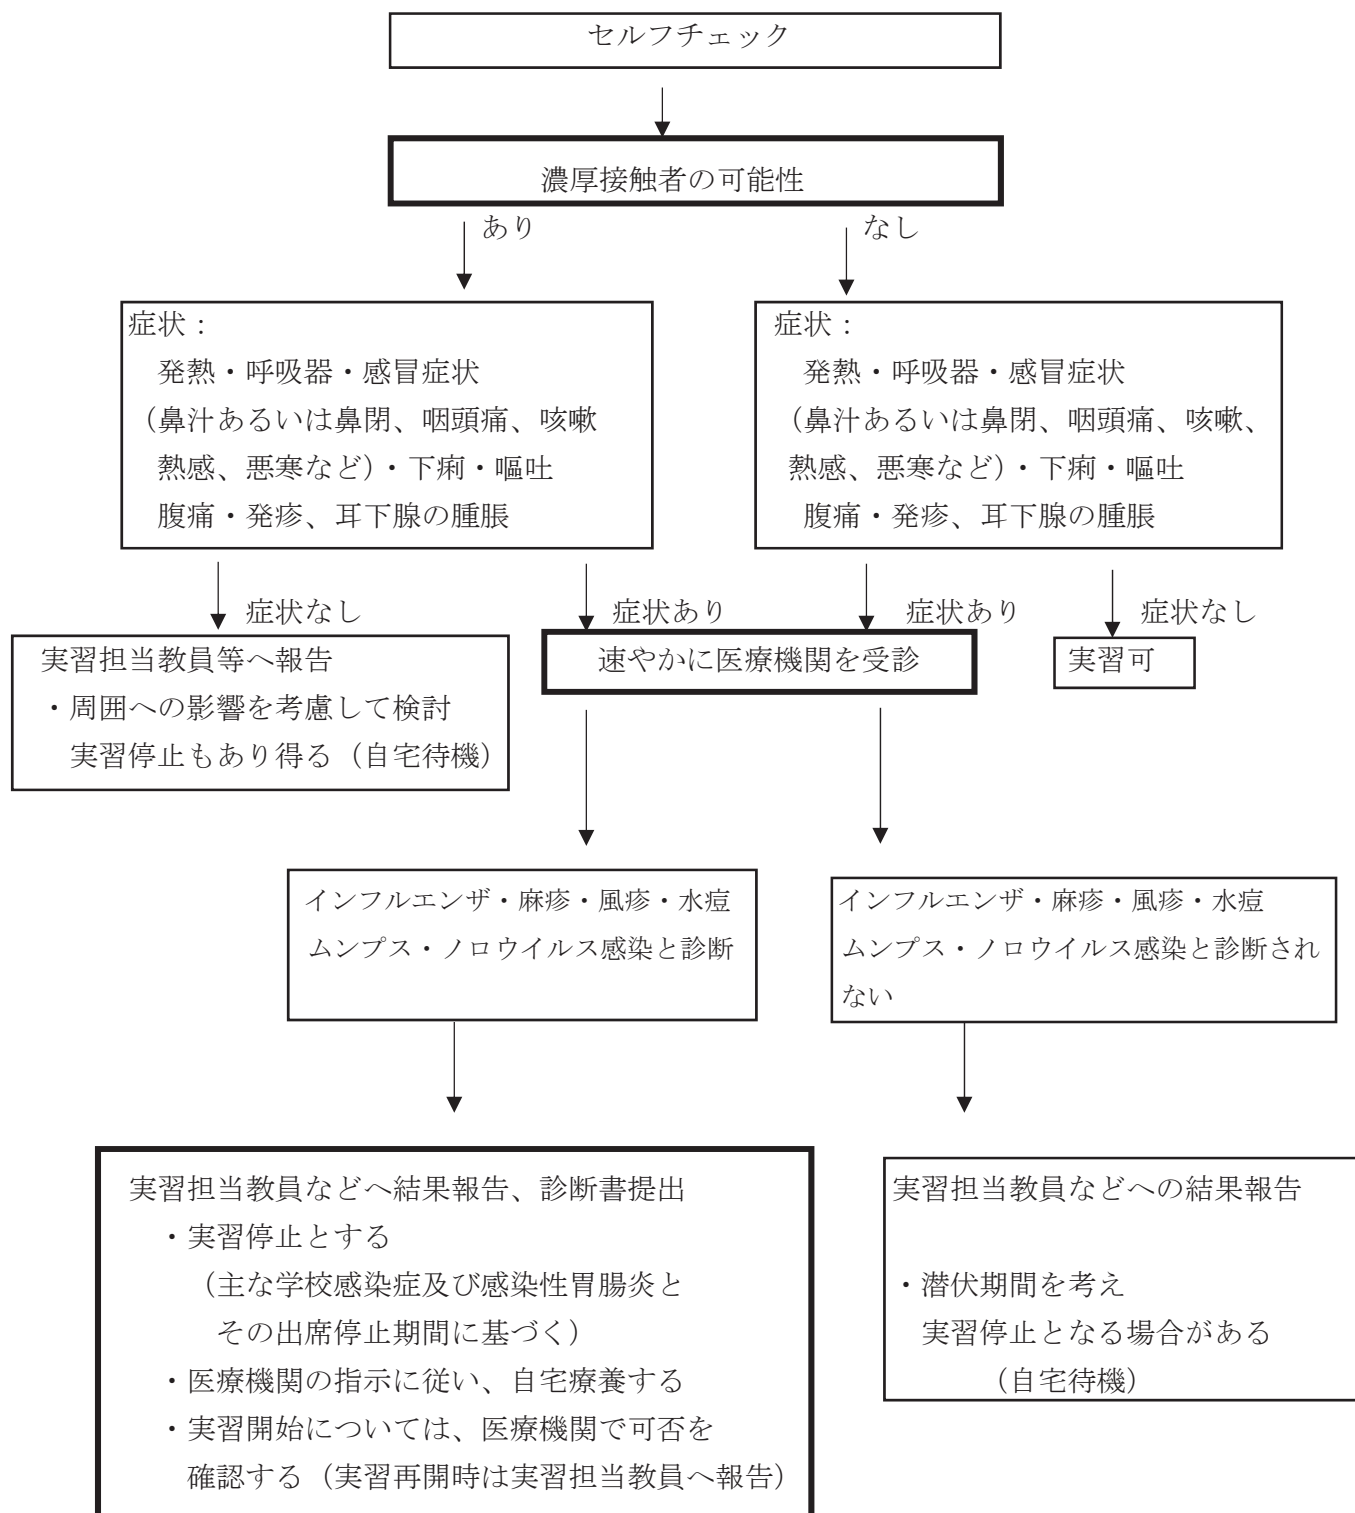 セルフチェック
濃厚接触者の可能性
あり
なし
症状：
発熱・呼吸器・感冒症状
（鼻汁あるいは鼻閉、咽頭痛、咳嗽
熱感、悪寒など）・下痢・嘔吐
腹痛・発疹、耳下腺の腫脹
症状：
発熱・呼吸器・感冒症状
（鼻汁あるいは鼻閉、咽頭痛、咳嗽、
熱感、悪寒など）・下痢・嘔吐
腹痛・発疹、耳下腺の腫脹
症状なし
症状あり
症状あり
症状なし
実習担当教員等へ報告
・周囲への影響を考慮して検討
実習停止もあり得る（自宅待機）
速やかに医療機関を受診
実習可
インフルエンザ・麻疹・風疹・水痘
ムンプス・ノロウイルス感染と診断
インフルエンザ・麻疹・風疹・水痘
ムンプス・ノロウイルス感染と診断され
ない
実習担当教員などへ結果報告、診断書提出
・実習停止とする
（主な学校感染症及び感染性胃腸炎と
その出席停止期間に基づく）
・医療機関の指示に従い、自宅療養する
・実習開始については、医療機関で可否を
確認する（実習再開時は実習担当教員へ報告）
実習担当教員などへの結果報告
・潜伏期間を考え
実習停止となる場合がある
（自宅待機）